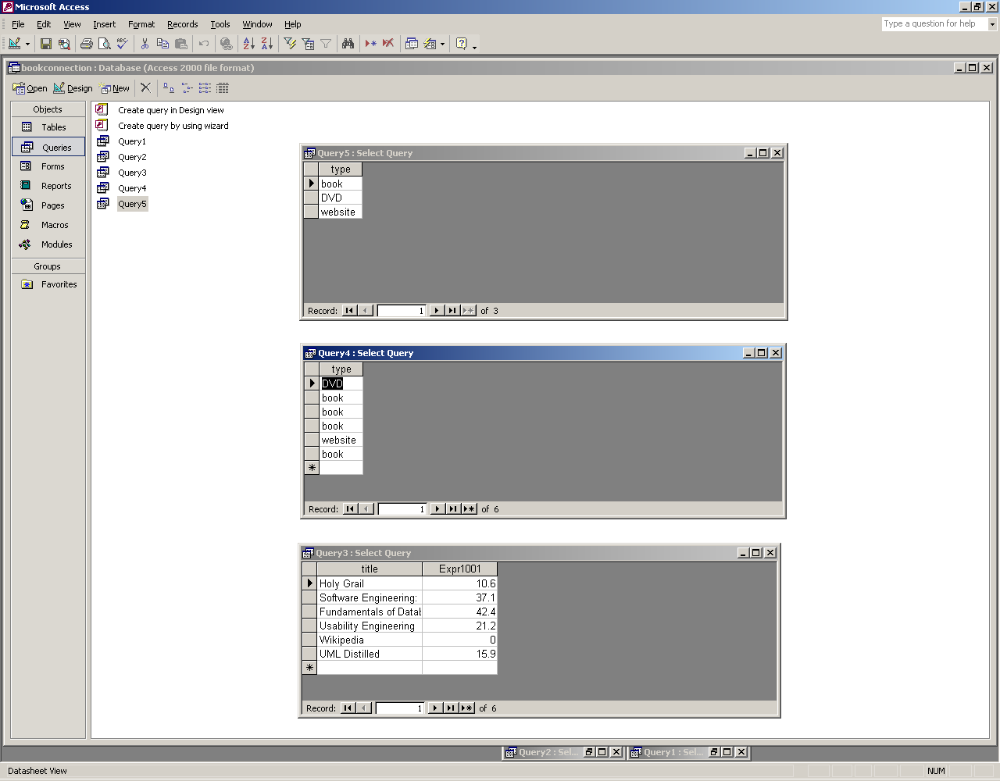 Microsoft Access
File Edit View Insert Format Records Tools Window Help
Type a question for help
bookconnection : Database (Access 2000 file format)
Open Design New
Objects
Tables
Queries
Forms
Reports
Pages
Macros
Modules
Groups
Favorites
Create query in Design view
Create query by using wizard
Query1
Query2
Query3
Query4
Query5
Query5 : Select Query
type
book
DVD
website
Record: 1 of 3
Query4 : Select Query
type
DVD
book
book
book
website
book
Record: 1 of 6
Query3 : Select Query
title Expr1001
Holy Grail 10.6
Software Engineering: 37.1
Fundamentals of Datab 42.4
Usability Engineering 21.2
Wikipedia 0
UML Distilled 15.9
Record: 1 of 6
Query2 : Sel... Query1 : Sel...
Datasheet View NUM